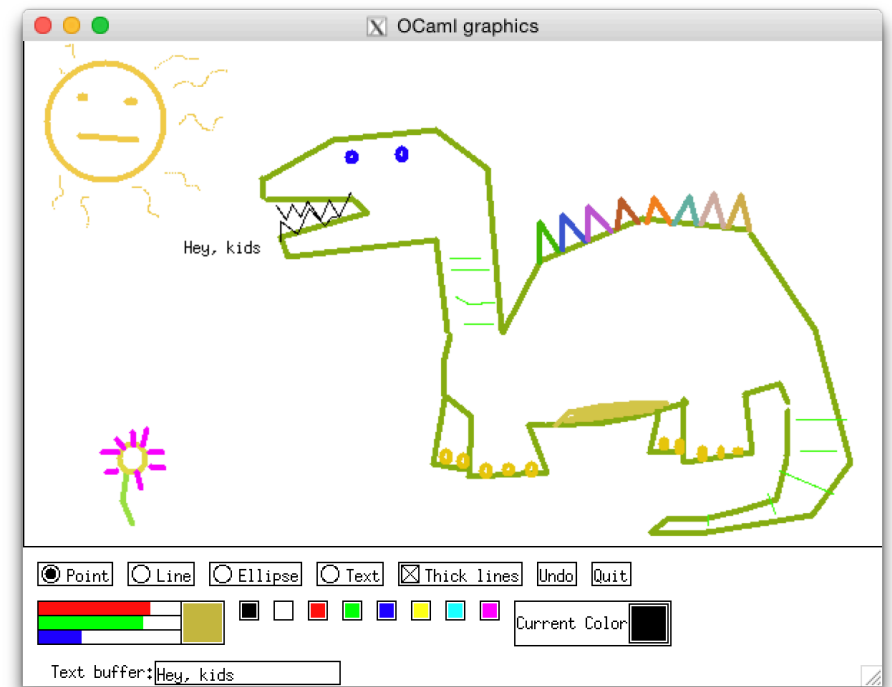 OCaml graphics
Hey, kids
Point Line Ellipse Text Thick lines Undo Quit
Current Color
Text buffer: Hey, kids